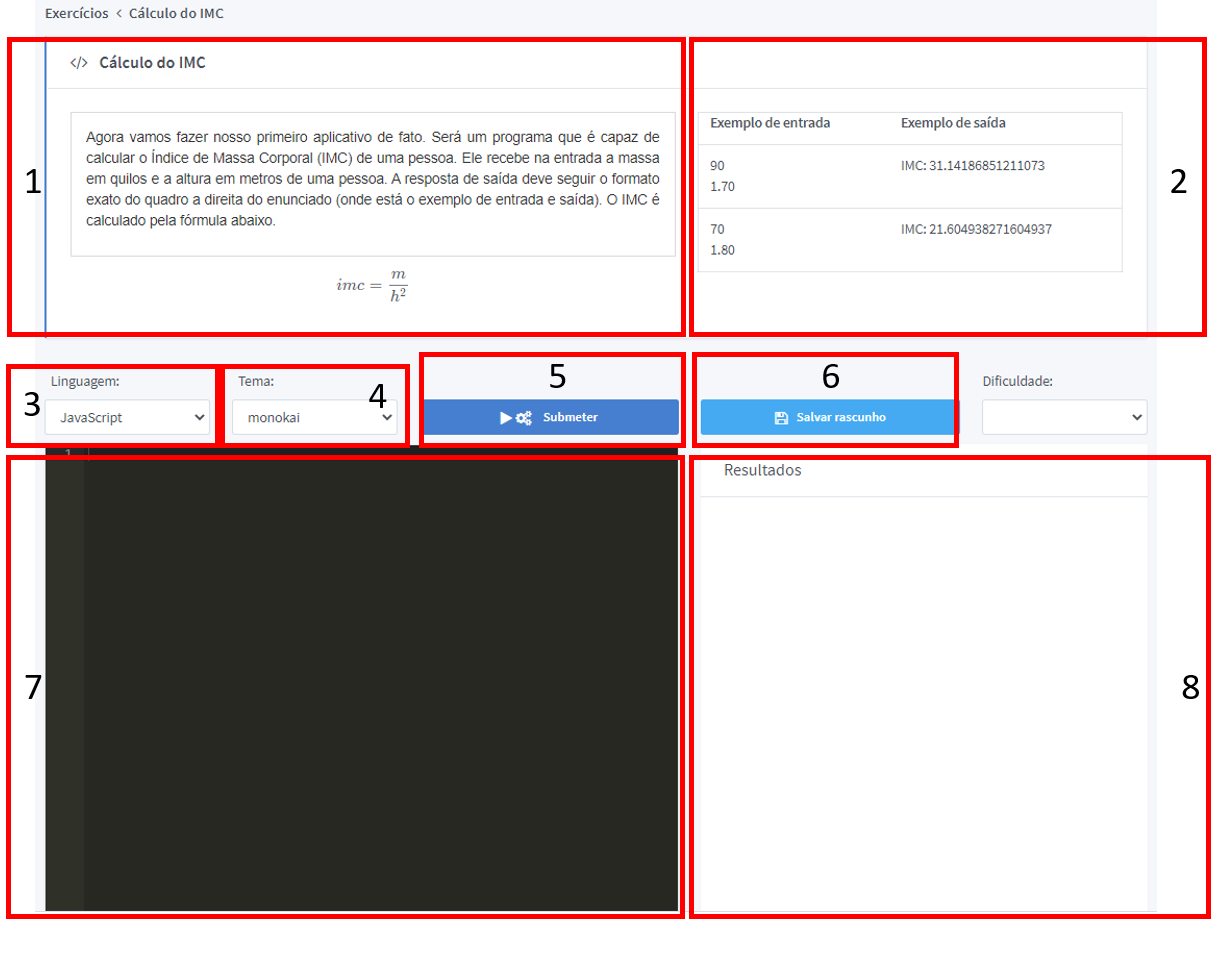 Exercícios < Cálculo do IMC
</> Cálculo do IMC
1
Agora vamos fazer nosso primeiro aplicativo de fato. Será um programa que é capaz de
calcular o Índice de Massa Corporal (IMC) de uma pessoa. Ele recebe na entrada a massa
em quilos e a altura em metros de uma pessoa. A resposta de saída deve seguir o formato
exato do quadro a direita do enunciado (onde está o exemplo de entrada e saída). O IMC é
calculado pela fórmula abaixo.
imc = m/h²
2
Exemplo de entrada Exemplo de saída
90 IMC: 31.14186851211073
1.70
70 IMC: 21.604938271604937
1.80
3
Linguagem:
JavaScript
4
Tema:
monokai
5
Submeter
6
Salvar rascunho
Dificuldade:
7
1
8
Resultados